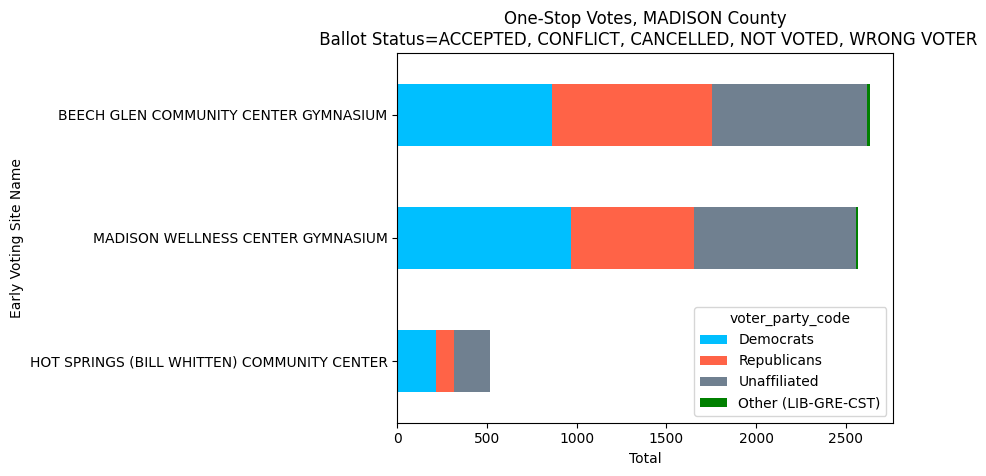 One-Stop Votes, MADISON County
Ballot Status=ACCEPTED, CONFLICT, CANCELLED, NOT VOTED, WRONG VOTER
Early Voting Site Name
BEECH GLEN COMMUNITY CENTER GYMNASIUM
MADISON WELLNESS CENTER GYMNASIUM
HOT SPRINGS (BILL WHITTEN) COMMUNITY CENTER
voter_party_code
Democrats
Republicans
Unaffiliated
Other (LIB-GRE-CST)
0 500 1000 1500 2000 2500
Total